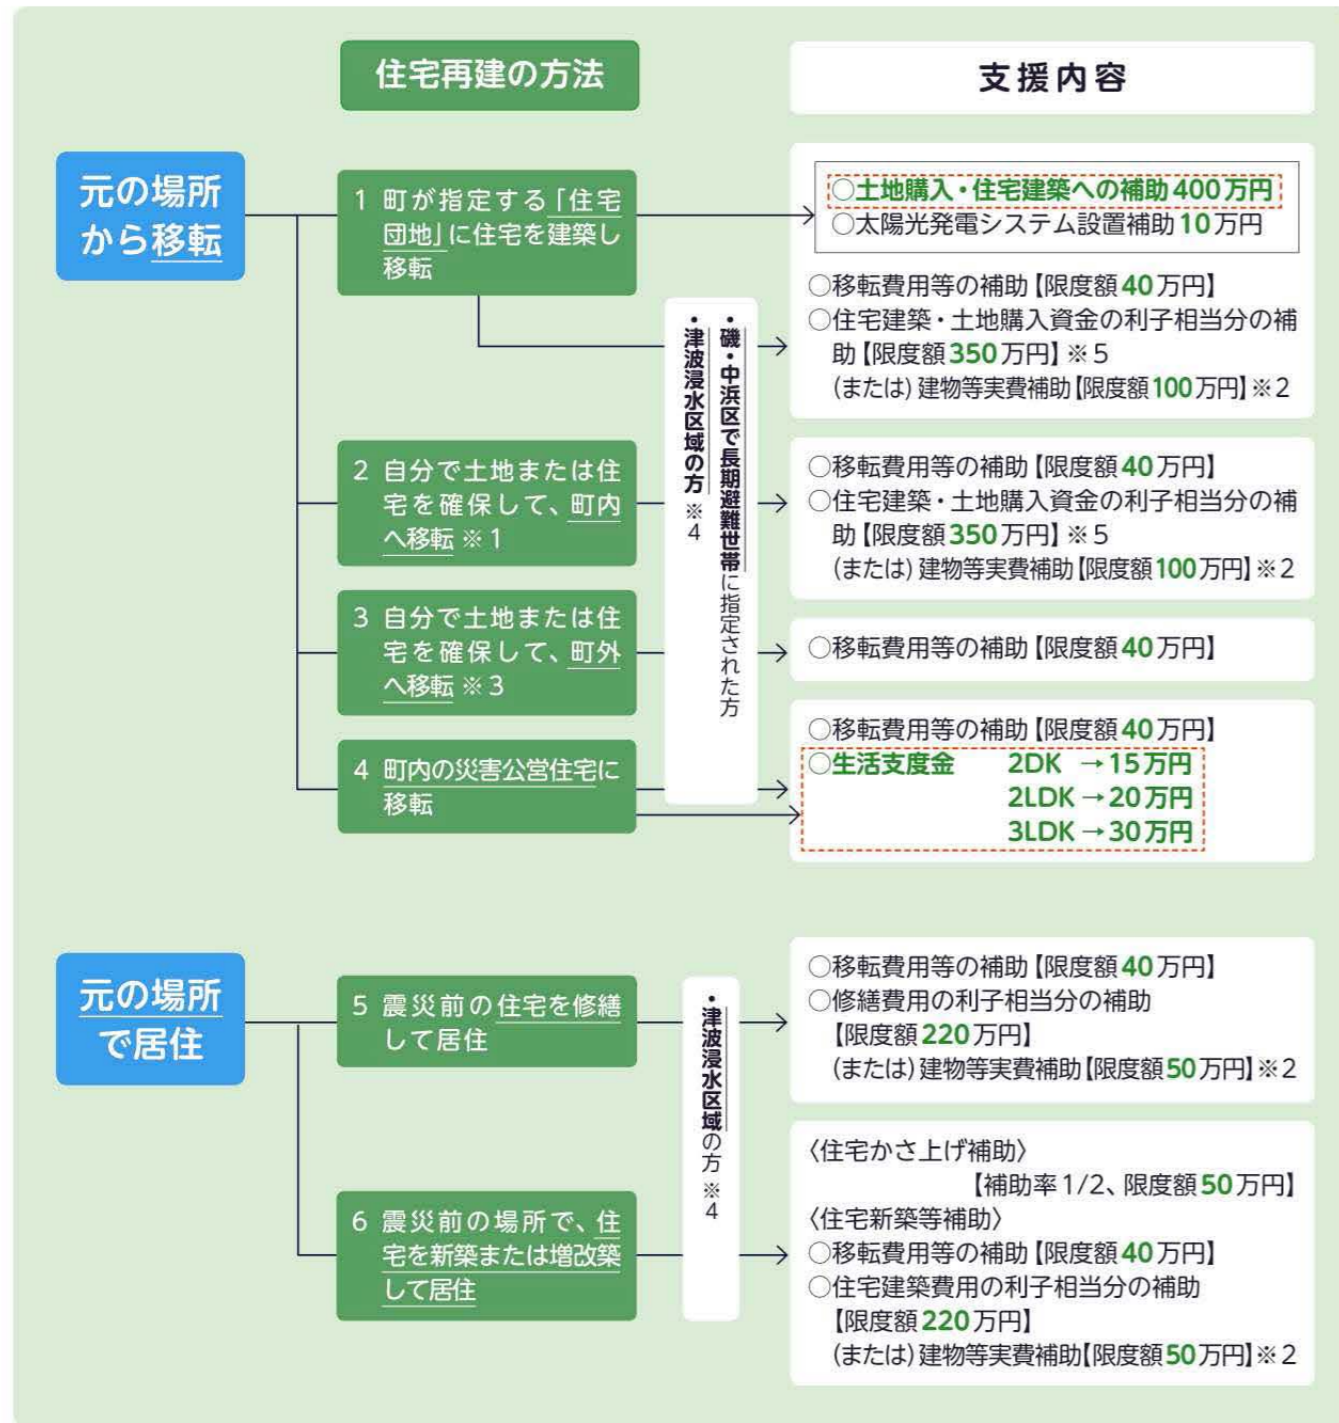 住宅再建の方法
支援内容
元の場所
から移転
1 町が指定する「住宅
団地」に住宅を建築し
移転
○土地購入・住宅建築への補助400万円
○太陽光発電システム設置補助10万円
○移転費用等の補助【限度額40万円】
○住宅建築・土地購入資金の利子相当分の補
助【限度額350万円】※5
(または)建物等実費補助【限度額100万円】※2
・磯・中浜区で長期避難世帯に指定された方
・津波浸水区域の方 ※4
2 自分で土地または住
宅を確保して、町内
へ移転※1
○移転費用等の補助【限度額40万円】
○住宅建築・土地購入資金の利子相当分の補
助【限度額350万円】※5
(または)建物等実費補助【限度額100万円】※2
3 自分で土地または住
宅を確保して、町外
へ移転※3
○移転費用等の補助【限度額40万円】
4 町内の災害公営住宅に
移転
○移転費用等の補助【限度額40万円】
○生活支度金 2DK →15万円
2LDK→20万円
3LDK→30万円
元の場所
で居住
5 震災前の住宅を修繕
して居住
・津波浸水区域の方 ※4
○移転費用等の補助【限度額40万円】
○修繕費用の利子相当分の補助
【限度額220万円】
(または)建物等実費補助【限度額50万円】※2
6 震災前の場所で、住
宅を新築または増改築
して居住
〈住宅かさ上げ補助〉
【補助率1/2、限度額50万円】
〈住宅新築等補助〉
○移転費用等の補助【限度額40万円】
○住宅建築費用の利子相当分の補助
【限度額220万円】
(または)建物等実費補助【限度額50万円】※2